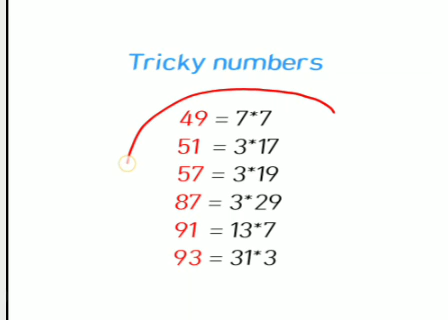 Tricky numbers
49 = 7*7
51 = 3*17
57 = 3*19
87 = 3*29
91 = 13*7
93 = 31*3